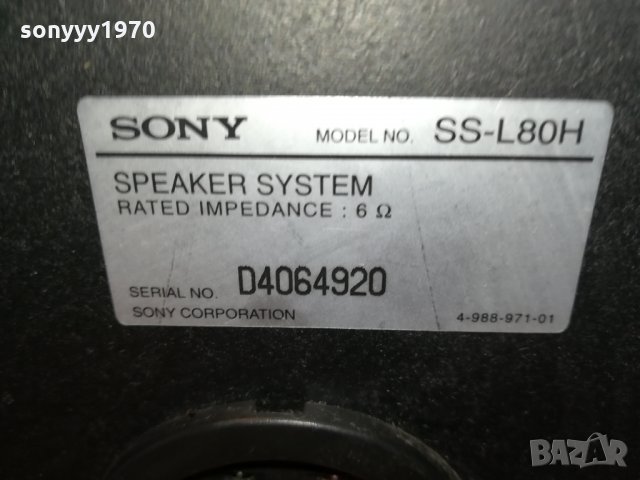 sonyyy1970
SONY MODEL NO. SS-L80H
SPEAKER SYSTEM
RATED IMPEDANCE : 6 Ω
SERIAL NO. D4064920
SONY CORPORATION 4-988-971-01
BAZAR